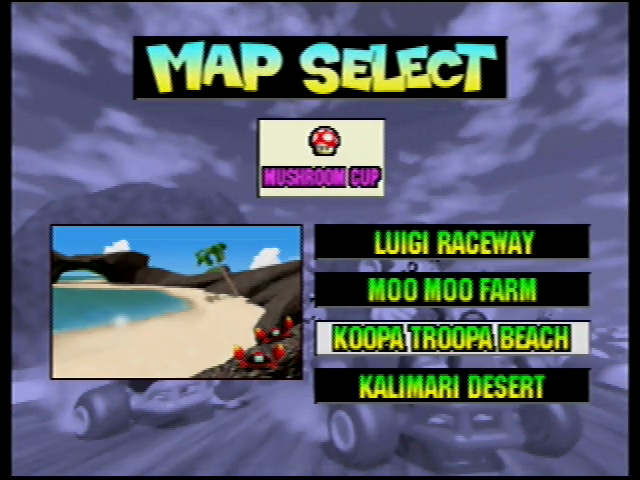 MAP SELECT
MUSHROOM CUP
LUIGI RACEWAY
MOO MOO FARM
KOOPA TROOPA BEACH
KALIMARI DESERT